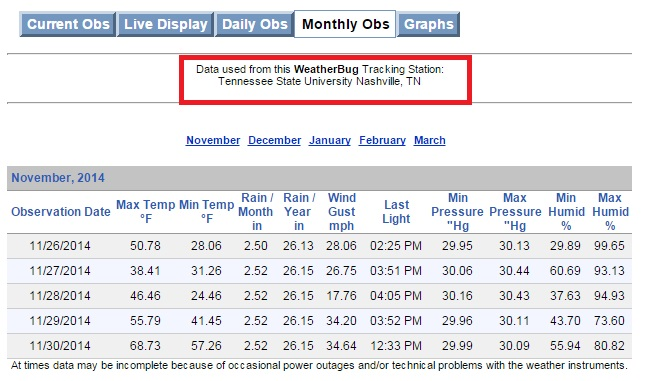 Current Obs Live Display Daily Obs Monthly Obs Graphs
Data used from this WeatherBug Tracking Station:
Tennessee State University Nashville, TN
November December January February March
November, 2014
Observation Date Max Temp °F Min Temp °F Rain / Month in Rain / Year in Wind Gust mph Last Light Min Pressure "Hg Max Pressure "Hg Min Humid % Max Humid %
11/26/2014 50.78 28.06 2.50 26.13 28.06 02:25 PM 29.95 30.13 29.89 99.65
11/27/2014 38.41 31.26 2.52 26.15 26.75 03:51 PM 30.06 30.44 60.69 93.13
11/28/2014 46.46 24.46 2.52 26.15 17.76 04:05 PM 30.16 30.43 37.63 94.93
11/29/2014 55.79 41.45 2.52 26.15 34.20 03:52 PM 29.96 30.11 43.70 73.60
11/30/2014 68.73 57.26 2.52 26.15 34.64 12:33 PM 29.99 30.09 55.94 80.82
At times data may be incomplete because of occasional power outages and/or technical problems with the weather instruments.